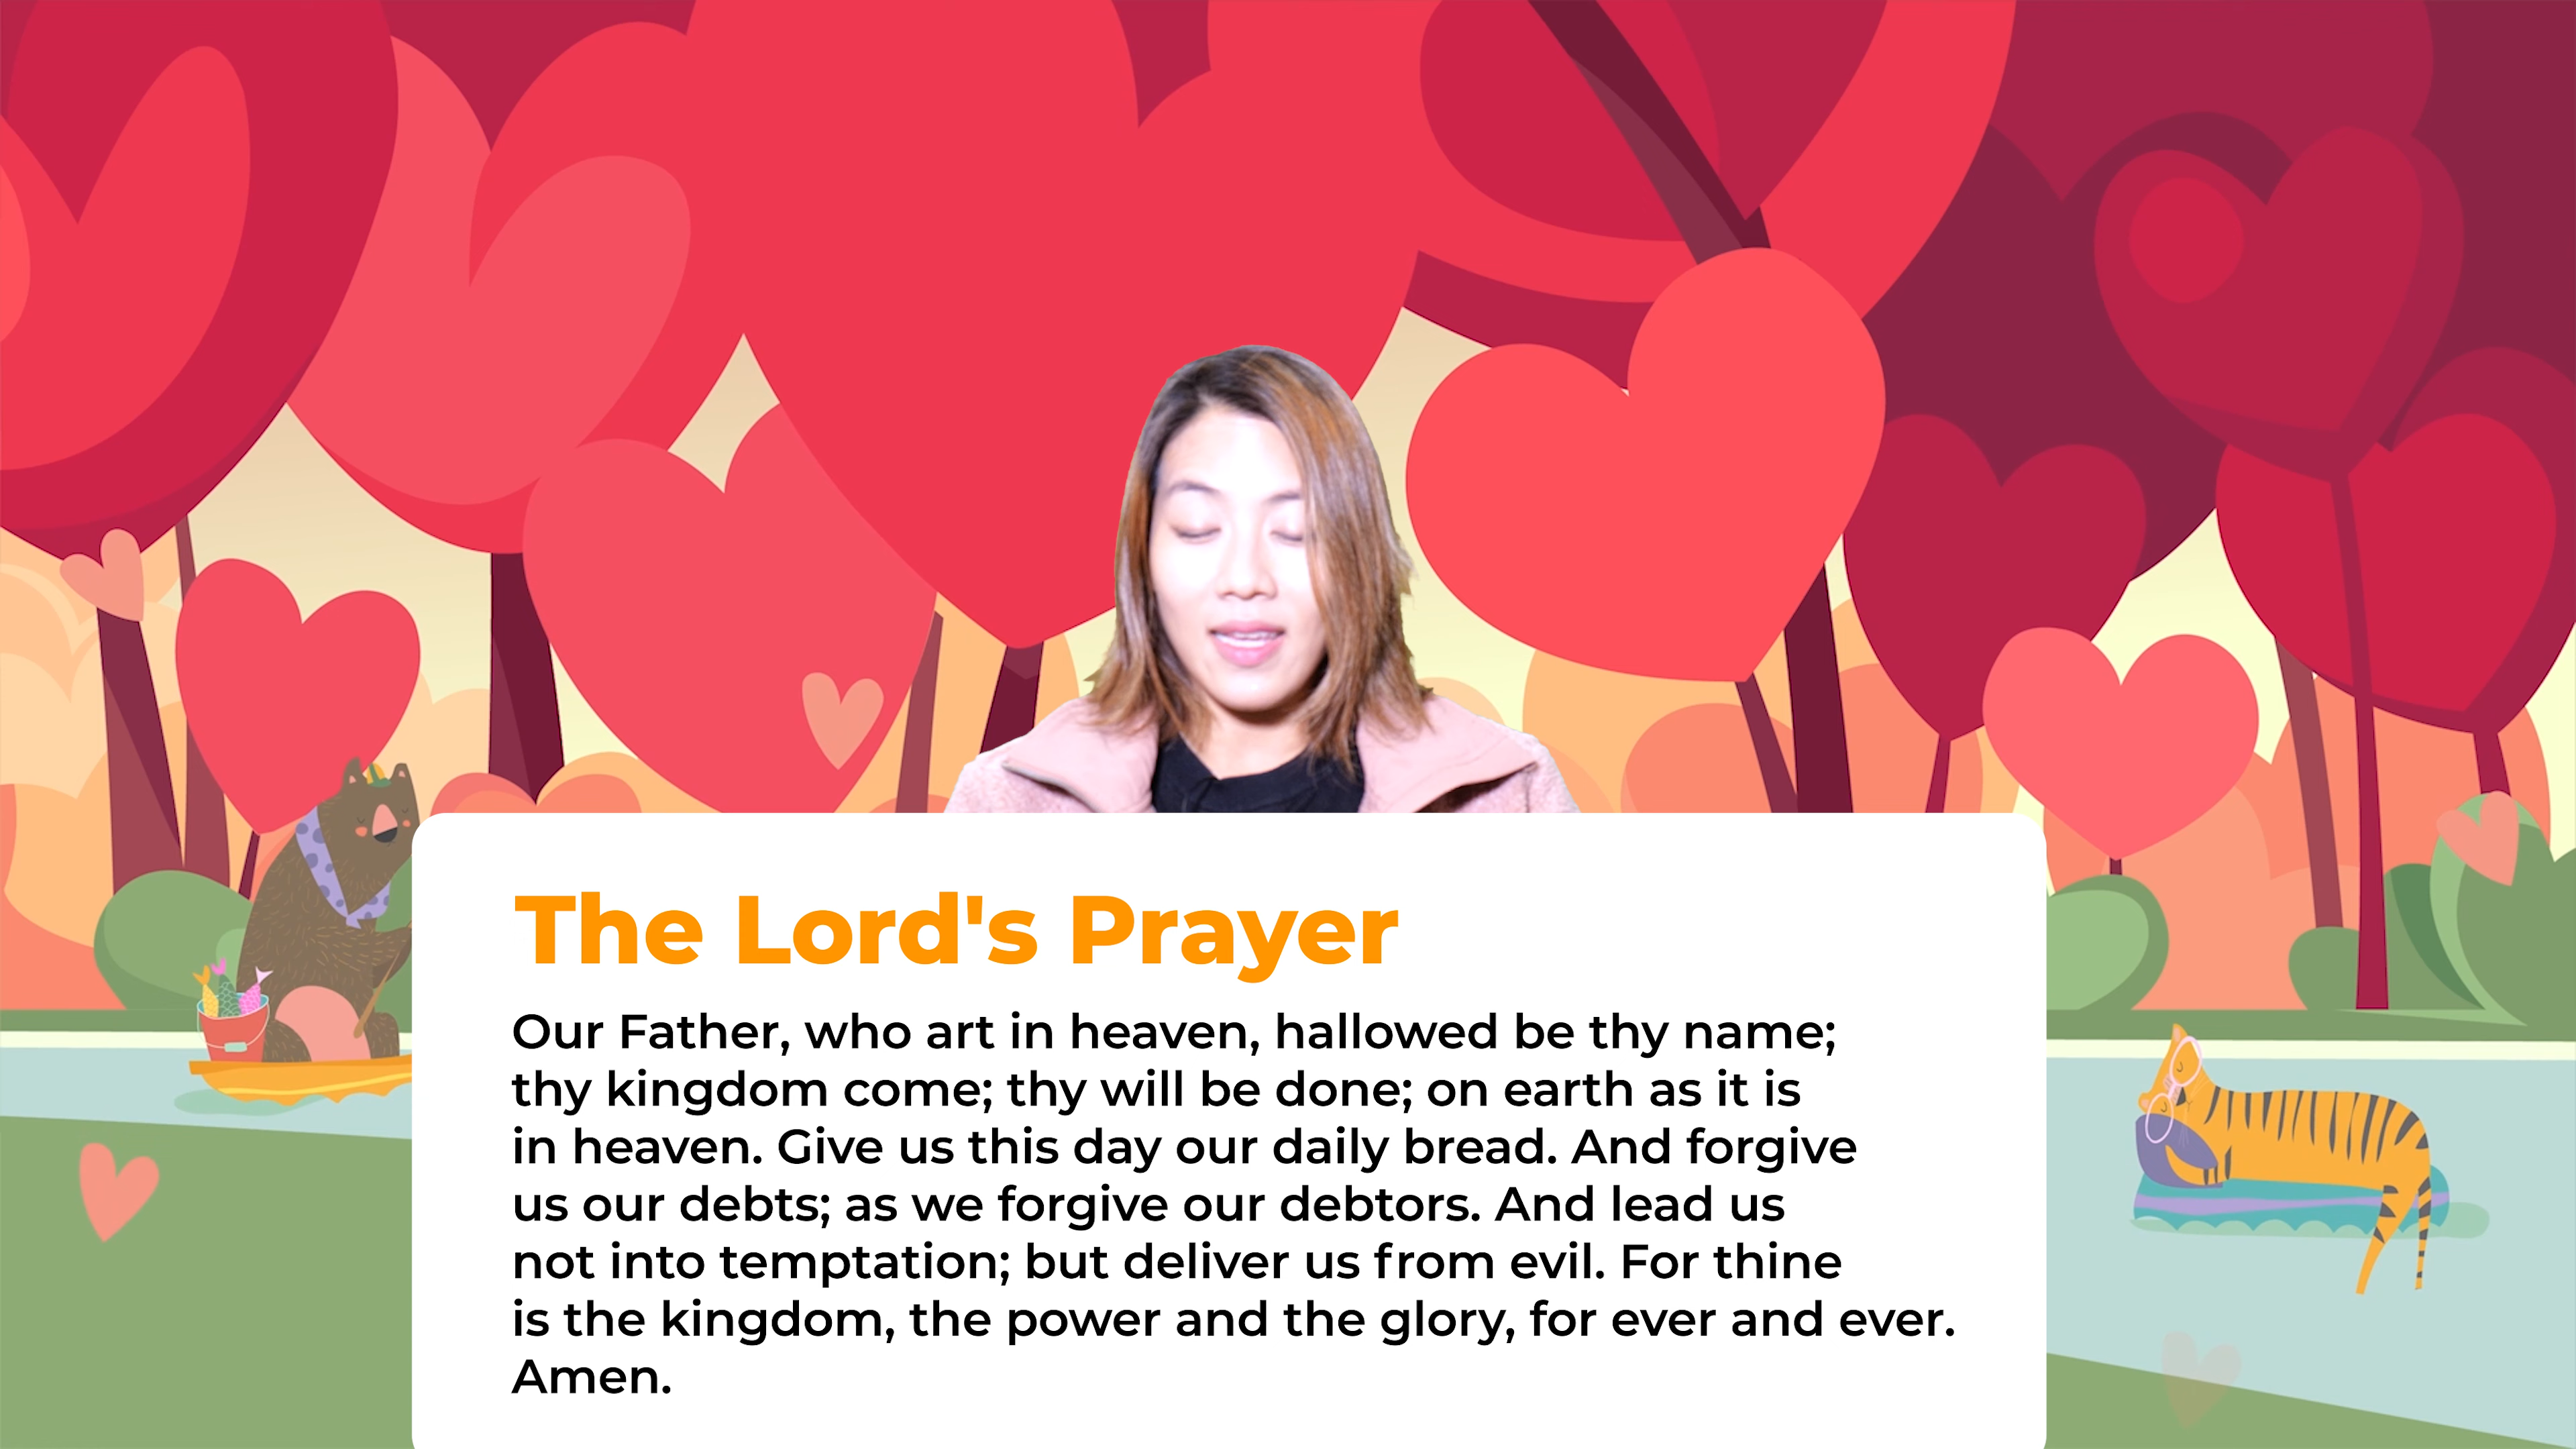 The Lord's Prayer
Our Father, who art in heaven, hallowed be thy name;
thy kingdom come; thy will be done; on earth as it is
in heaven. Give us this day our daily bread. And forgive
us our debts; as we forgive our debtors. And lead us
not into temptation; but deliver us from evil. For thine
is the kingdom, the power and the glory, for ever and ever.
Amen.